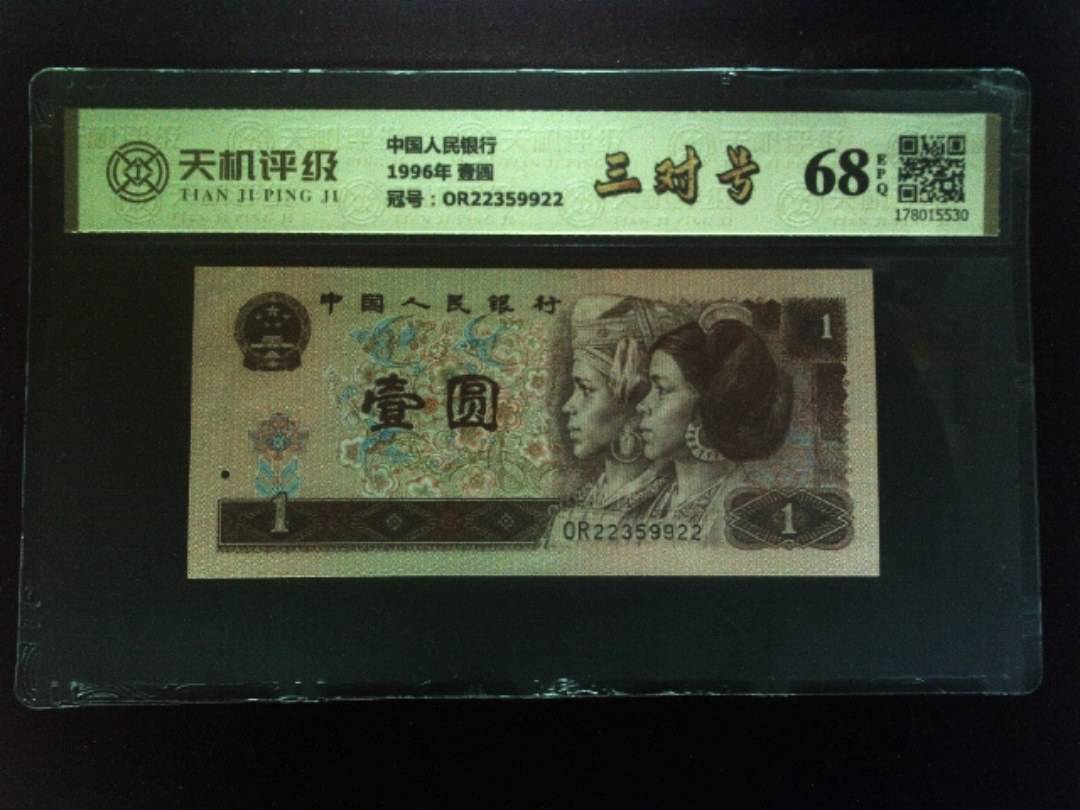 天机评级
TIAN JI PING JI
中国人民银行
1996年 壹圆
冠号：OR22359922
三对号
68
EPQ
178015530
中国人民银行
壹圆
1
1
OR22359922
1